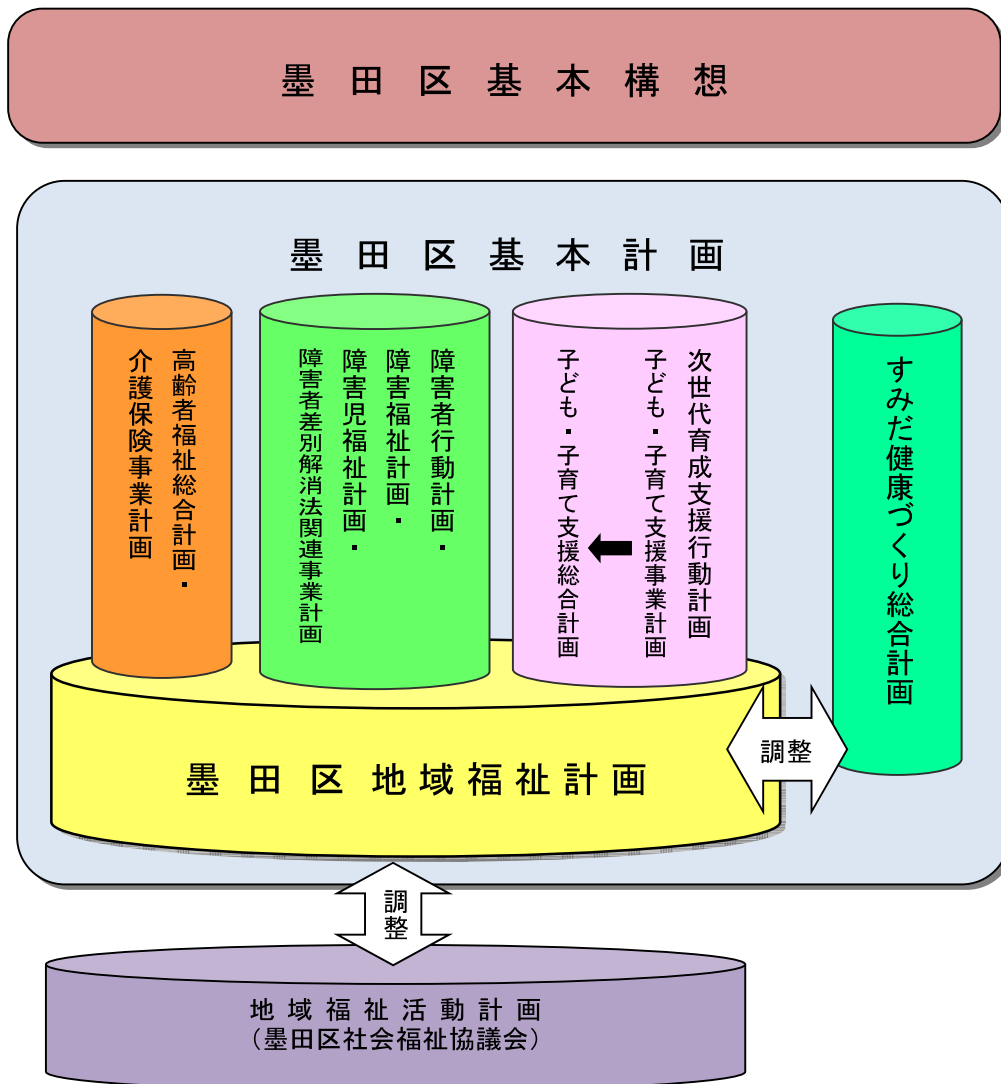 墨田区基本構想
墨田区基本計画
高齢者福祉総合計画・
介護保険事業計画
障害者行動計画・
障害福祉計画・
障害児福祉計画・
障害者差別解消法関連事業計画
次世代育成支援行動計画
子ども・子育て支援事業計画
子ども・子育て支援総合計画
すみだ健康づくり総合計画
墨田区地域福祉計画
調整
調整
地域福祉活動計画
（墨田区社会福祉協議会）